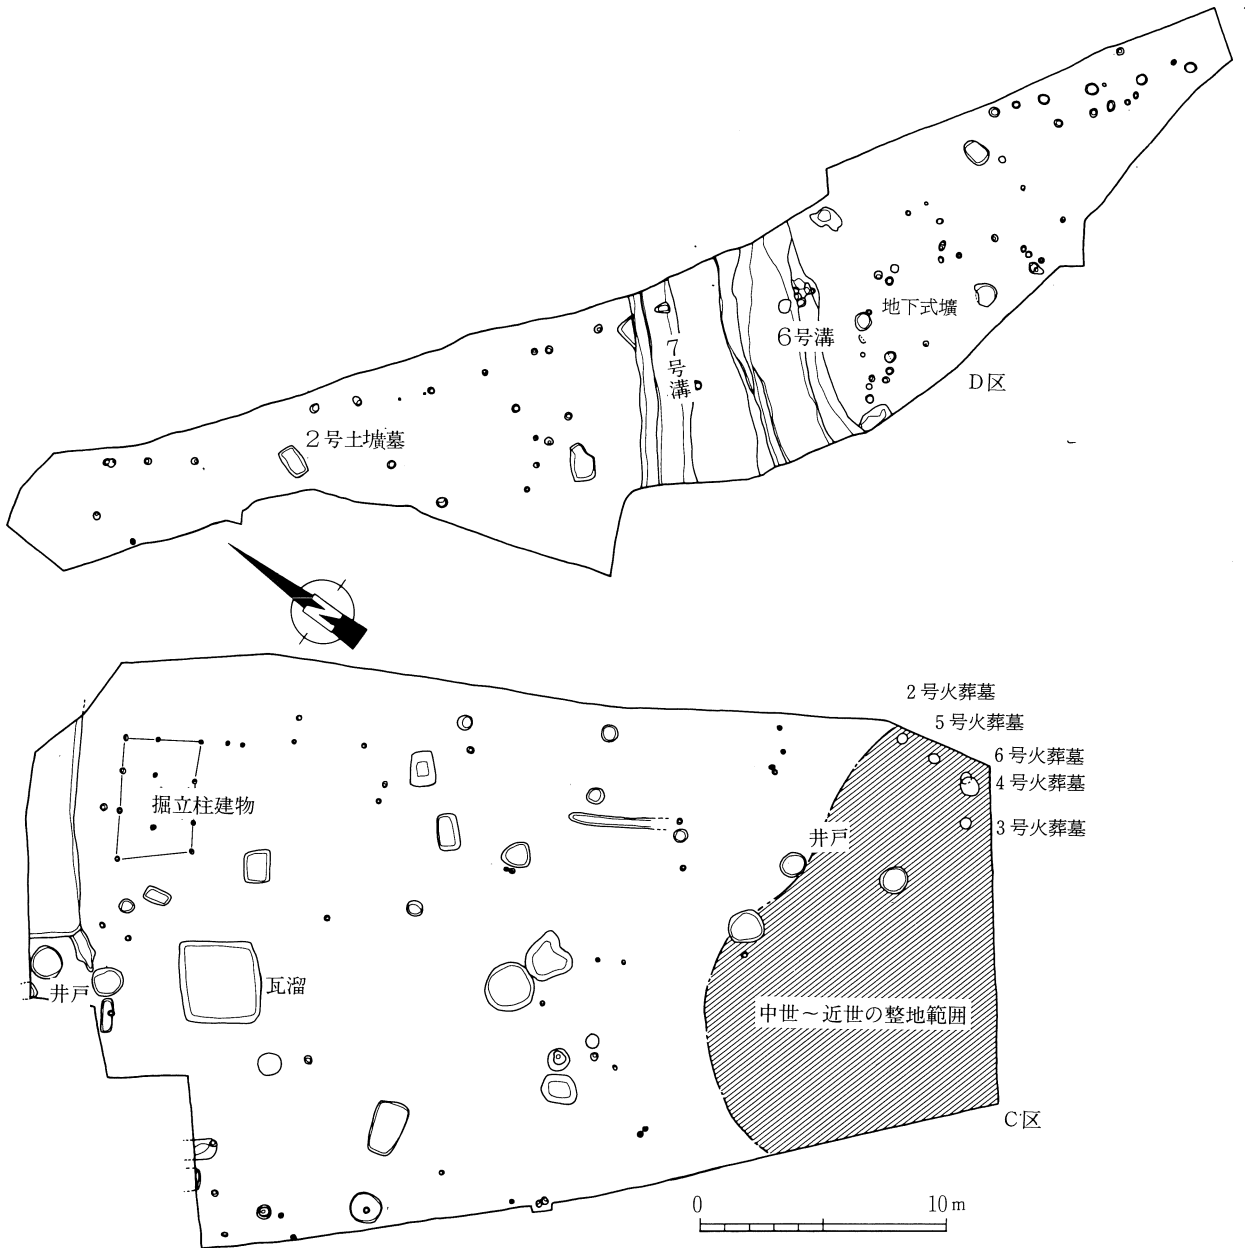 地下式壙
6号溝
7号溝
D区
2号土壙墓
2号火葬墓
5号火葬墓
6号火葬墓
4号火葬墓
3号火葬墓
掘立柱建物
井戸
井戸
瓦溜
中世～近世の整地範囲
C区
0
10m